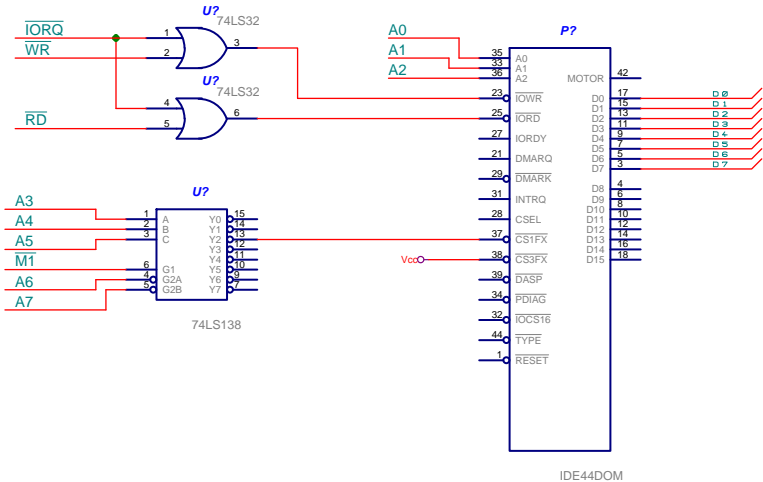 U?
74LS32
IORQ
1
3
WR
2
U?
74LS32
4
6
RD
5
A0
A1
A2
P?
35 A0
33 A1
36 A2
MOTOR 42
23 IOWR
D0 17 D0
D1 15 D1
25 IORD
D2 13 D2
D3 11 D3
27 IORDY
D4 9 D4
D5 7 D5
21 DMARQ
D6 5 D6
D7 3 D7
29 DMARK
D8 4
31 INTRQ
D9 6
D10 8
28 CSEL
D11 10
D12 12
37 CS1FX
D13 14
D14 16
Vcc 38 CS3FX
D15 18
39 DASP
34 PDIAG
32 IOCS16
44 TYPE
1 RESET
IDE44DOM
U?
A3 1 A Y0 15
A4 2 B Y1 14
A5 3 C Y2 13
Y3 12
Y4 11
M1 6 G1 Y5 10
A6 4 G2A Y6 9
A7 5 G2B Y7 7
74LS138